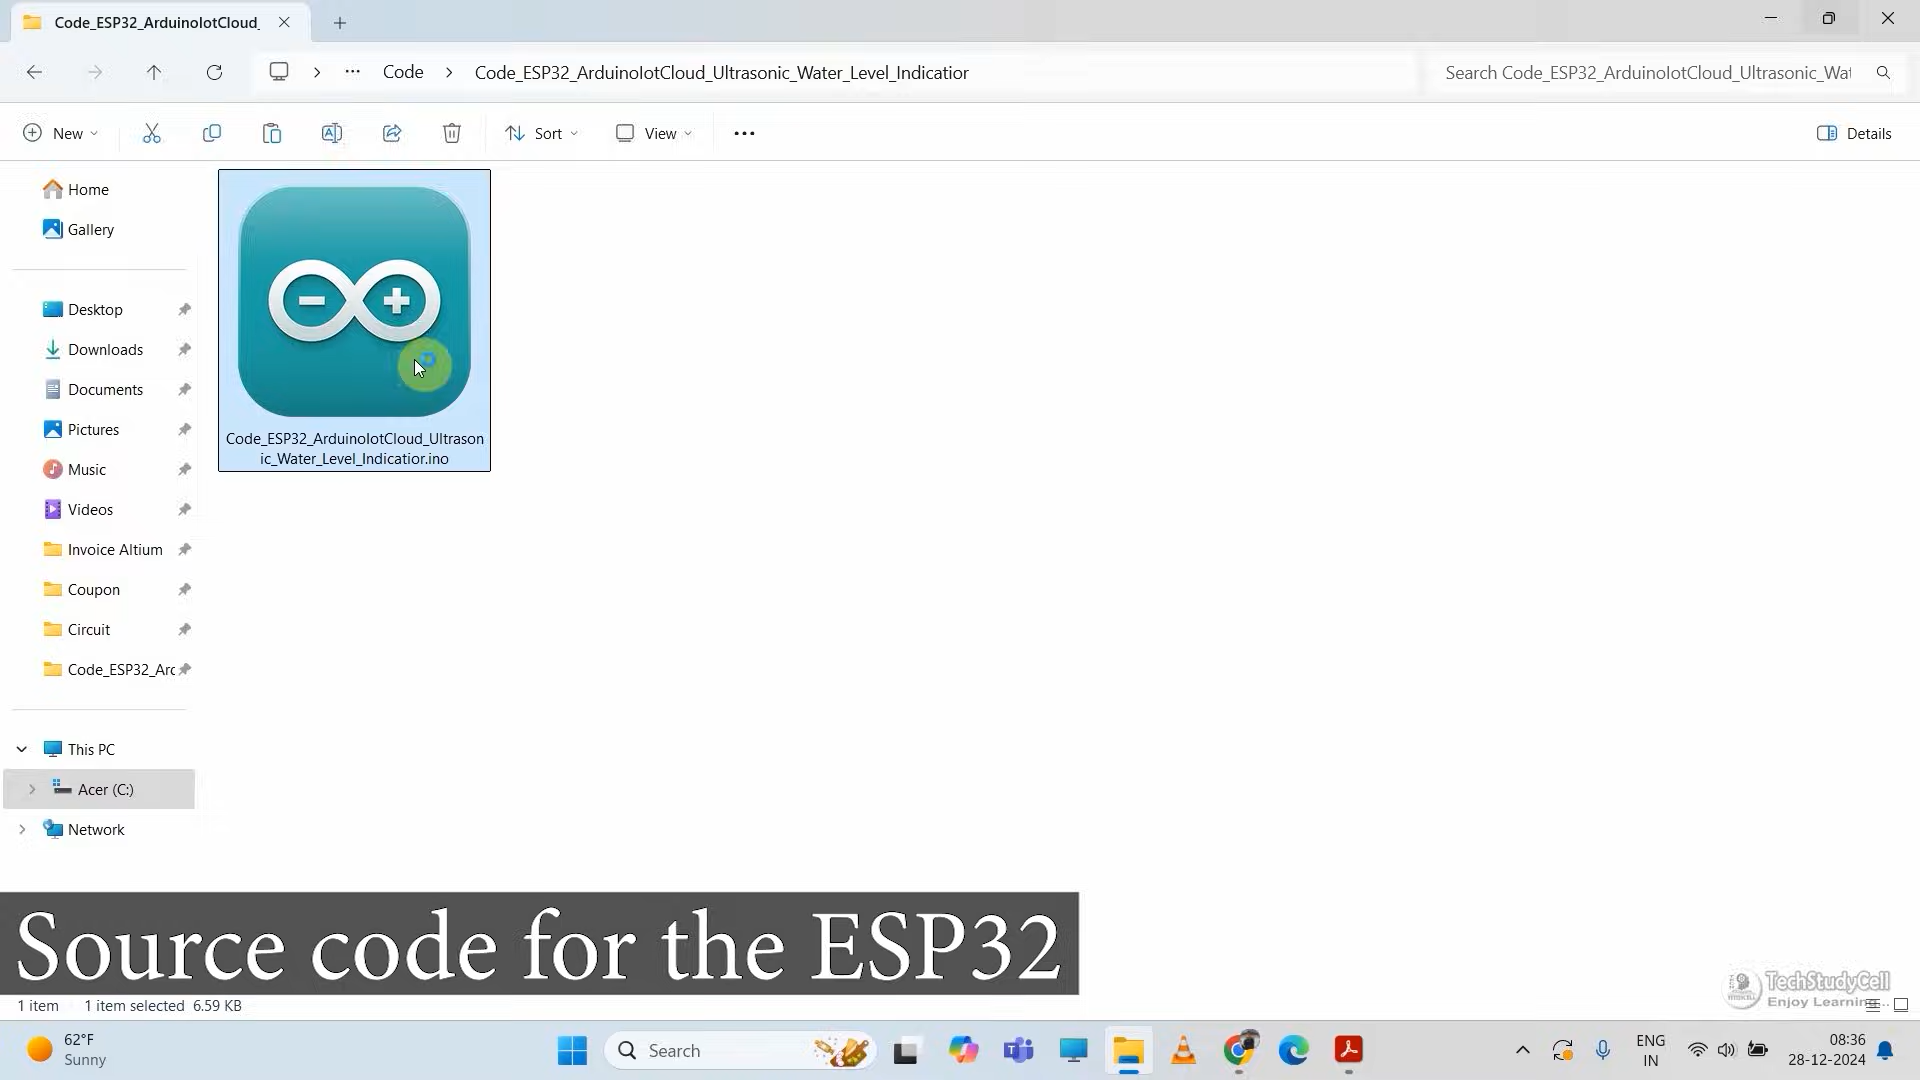 Code_ESP32_ArduinoIotCloud_
Code
Code_ESP32_ArduinoIotCloud_Ultrasonic_Water_Level_Indicatior
Search Code_ESP32_ArduinoIotCloud_Ultrasonic_Wat
New
Sort
View
Details
Home
Gallery
Desktop
Downloads
Documents
Pictures
Music
Videos
Invoice Altium
Coupon
Circuit
Code_ESP32_Arc
This PC
Acer (C:)
Network
Code_ESP32_ArduinoIotCloud_Ultrason
ic_Water_Level_Indicatior.ino
Source code for the ESP32
TechStudyCell
Enjoy Learning...
1 item
1 item selected 6.59 KB
62°F
Sunny
Search
ENG
IN
08:36
28-12-2024